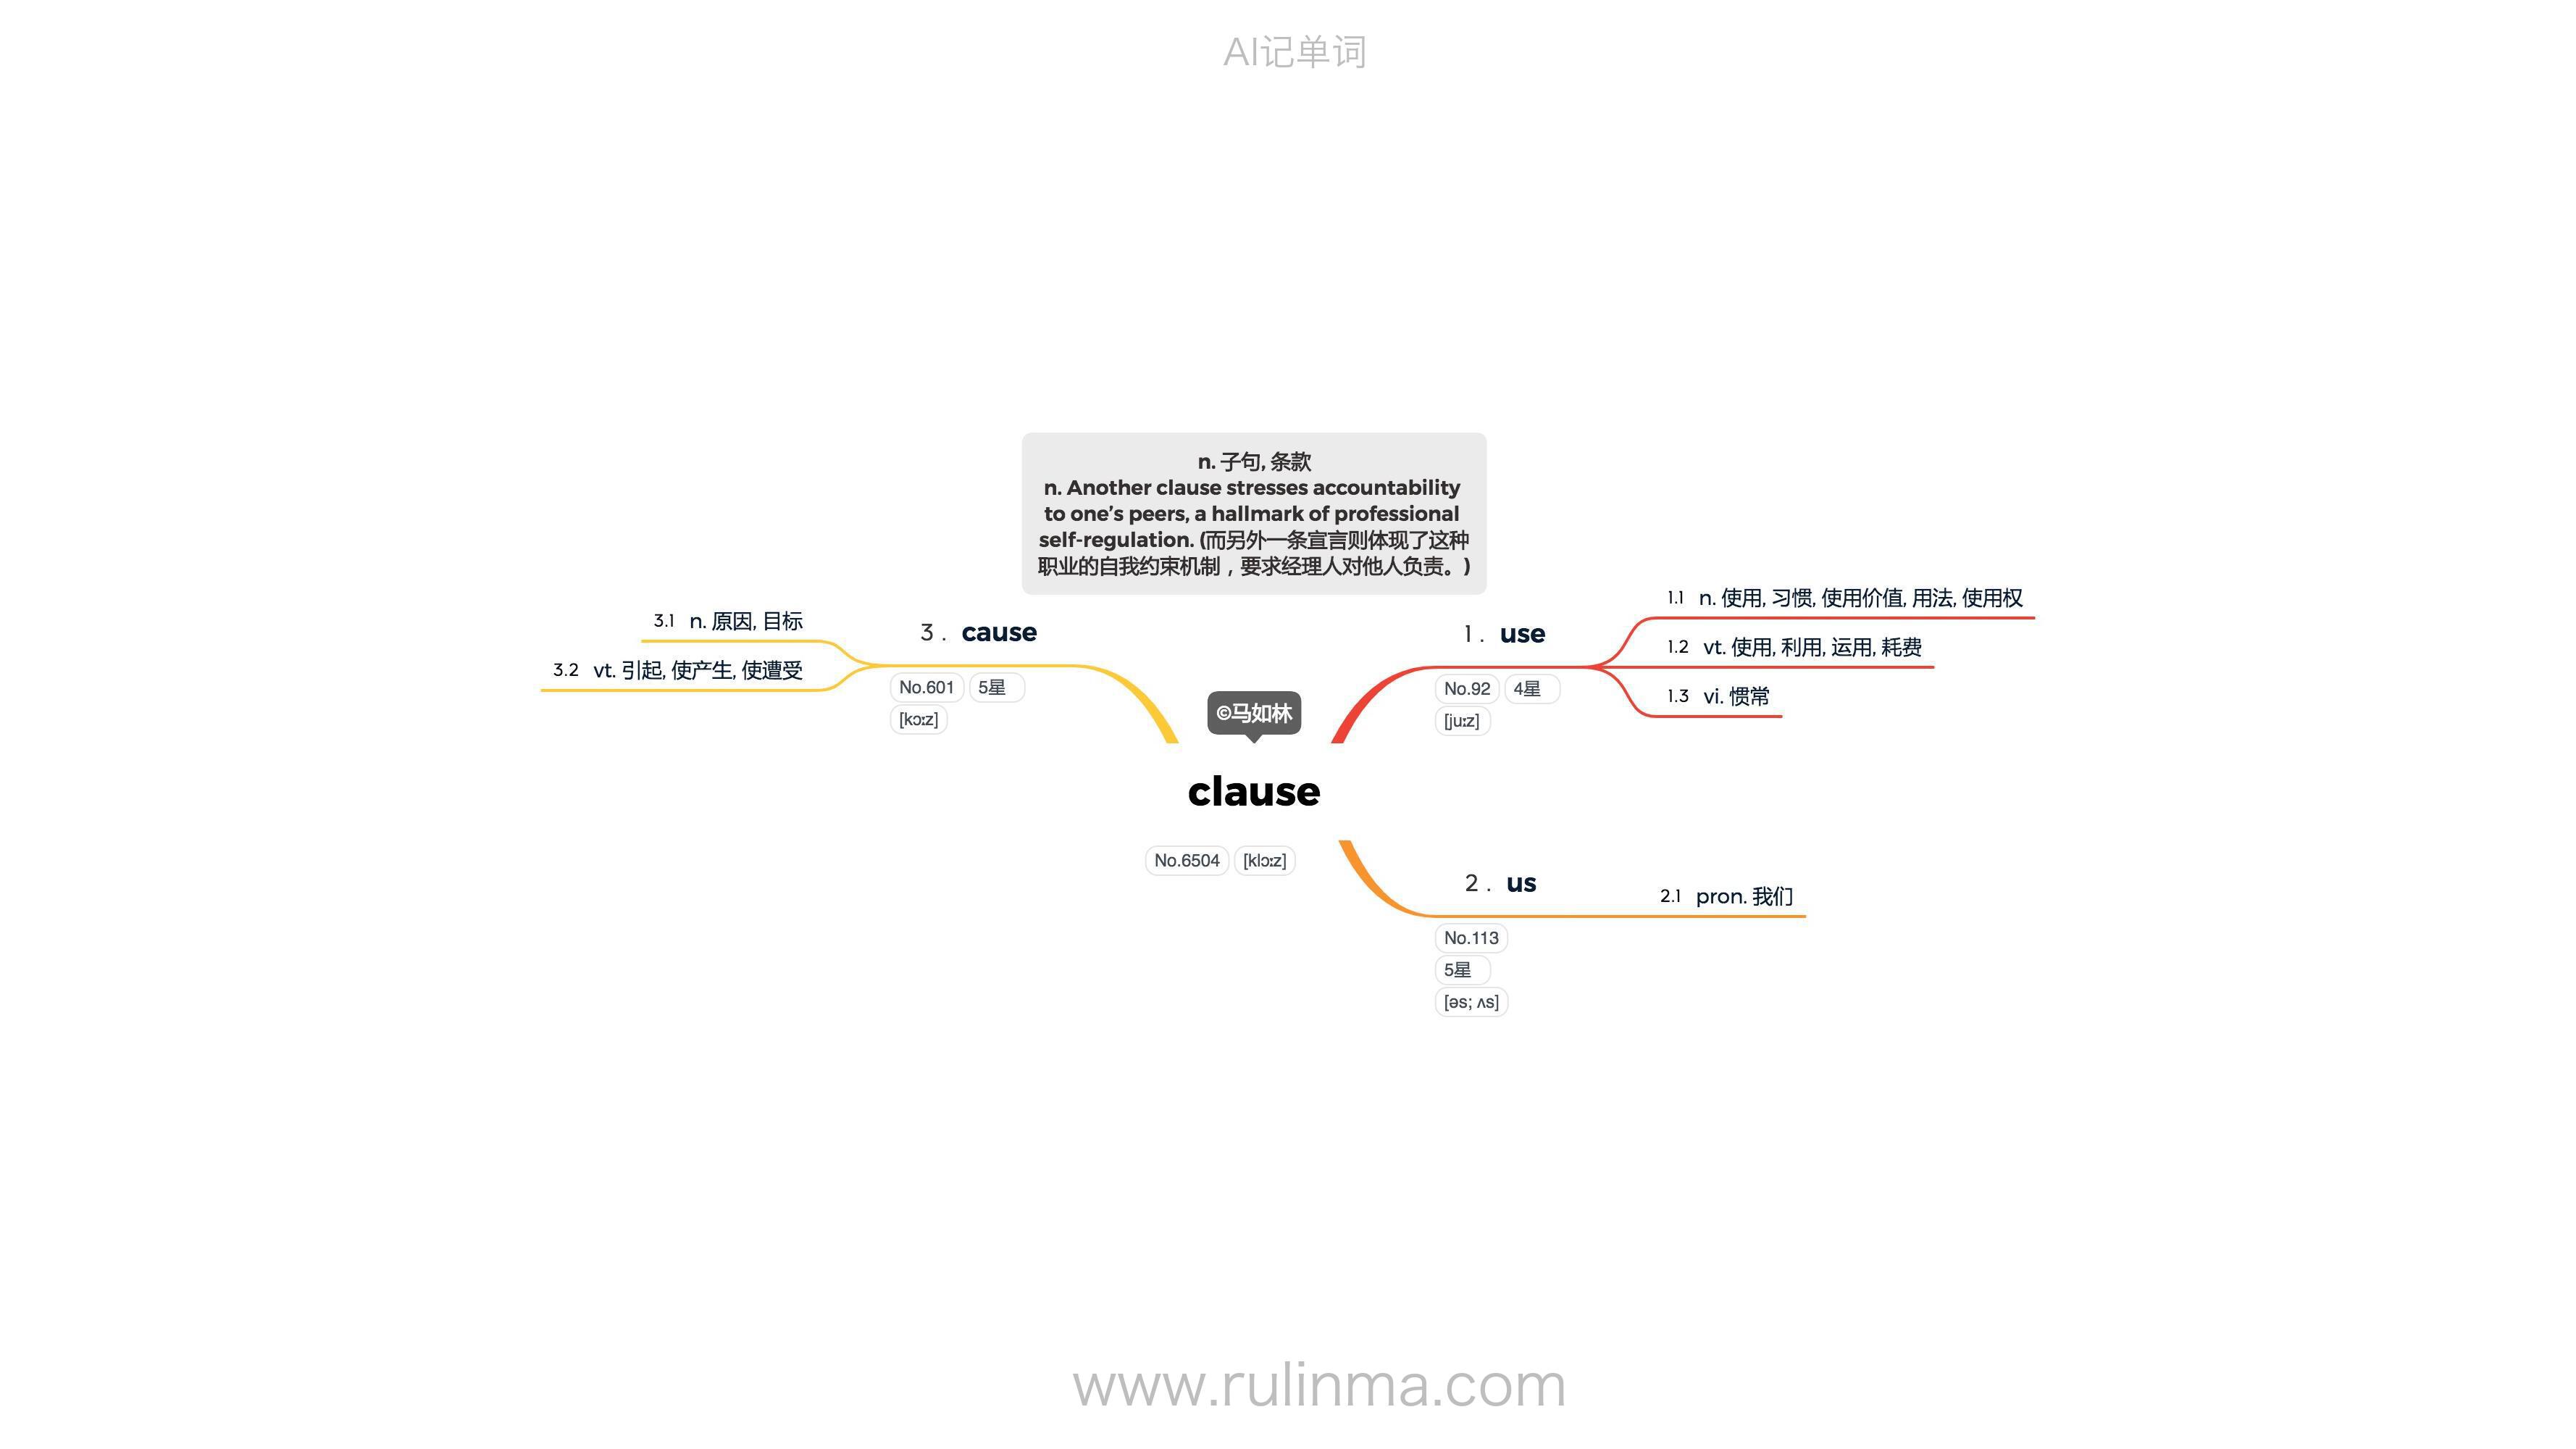 AI记单词
n. 子句, 条款
n. Another clause stresses accountability
to one’s peers, a hallmark of professional
self-regulation. (而另外一条宣言则体现了这种
职业的自我约束机制，要求经理人对他人负责。)
©马如林
clause
No.6504 [klɔːz]
1. use
No.92 4星
[juːz]
1.1 n. 使用, 习惯, 使用价值, 用法, 使用权
1.2 vt. 使用, 利用, 运用, 耗费
1.3 vi. 惯常
2. us
No.113
5星
[əs; ʌs]
2.1 pron. 我们
3. cause
No.601 5星
[kɔːz]
3.1 n. 原因, 目标
3.2 vt. 引起, 使产生, 使遭受
www.rulinma.com